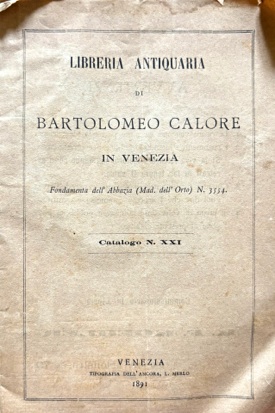 LIBRERIA ANTIQUARIA
DI
BARTOLOMEO CALORE
IN VENEZIA
Fondamenta dell' Abbazia (Mad. dell' Orto) N. 3534.
Catalogo N. XXI
VENEZIA
TIPOGRAFIA DELL'ANCORA, L. MERLO
1891